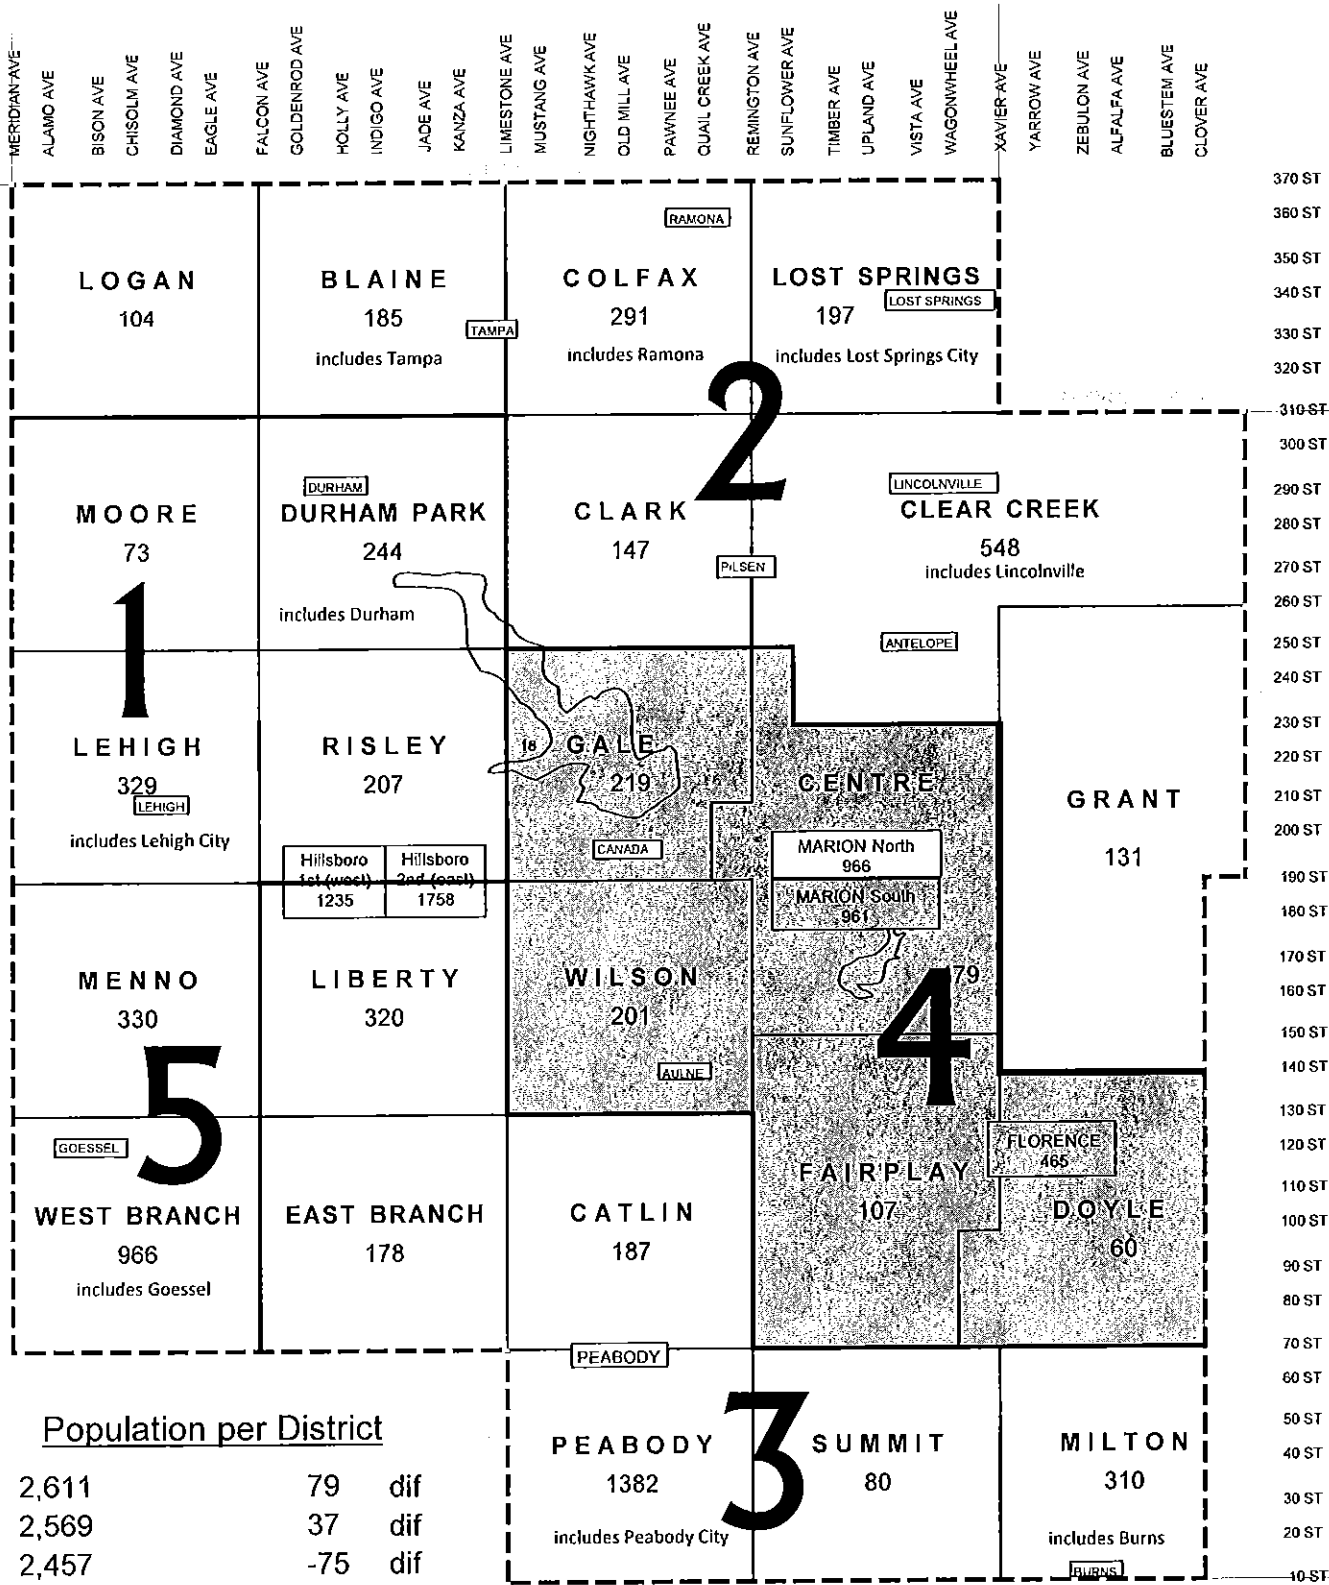 MERIDIAN AVE
ALAMO AVE
BISON AVE
CHISOLM AVE
DIAMOND AVE
EAGLE AVE
FALCON AVE
GOLDENROD AVE
HOLLY AVE
INDIGO AVE
JADE AVE
KANZA AVE
LIMESTONE AVE
MUSTANG AVE
NIGHTHAWK AVE
OLD MILL AVE
PAWNEE AVE
QUAIL CREEK AVE
REMINGTON AVE
SUNFLOWER AVE
TIMBER AVE
UPLAND AVE
VISTA AVE
WAGONWHEEL AVE
XAVIER AVE
YARROW AVE
ZEBULON AVE
ALFALFA AVE
BLUESTEM AVE
CLOVER AVE
370 ST
360 ST
350 ST
340 ST
330 ST
320 ST
310 ST
300 ST
290 ST
280 ST
270 ST
260 ST
250 ST
240 ST
230 ST
220 ST
210 ST
200 ST
190 ST
180 ST
170 ST
160 ST
150 ST
140 ST
130 ST
120 ST
110 ST
100 ST
90 ST
80 ST
70 ST
60 ST
50 ST
40 ST
30 ST
20 ST
10 ST
LOGAN
104
BLAINE
185
includes Tampa
TAMPA
RAMONA
COLFAX
291
includes Ramona
LOST SPRINGS
LOST SPRINGS
197
includes Lost Springs City
2
MOORE
73
1
DURHAM
DURHAM PARK
244
includes Durham
CLARK
147
PILSEN
LINCOLNVILLE
CLEAR CREEK
548
includes Lincolnville
ANTELOPE
LEHIGH
329
LEHIGH
includes Lehigh City
RISLEY
207
Hillsboro
1st (west)
1235
Hillsboro
2nd (east)
1758
18
GALE
219
CANADA
CENTRE
MARION North
966
MARION South
961
79
4
GRANT
131
MENNO
330
5
LIBERTY
320
WILSON
201
AULNE
GOESSEL
WEST BRANCH
966
includes Goessel
EAST BRANCH
178
CATLIN
187
FAIRPLAY
107
FLORENCE
465
DOYLE
60
PEABODY
PEABODY
1382
includes Peabody City
3
SUMMIT
80
MILTON
310
includes Burns
BURNS
Population per District
2,611 79 dif
2,569 37 dif
2,457 -75 dif